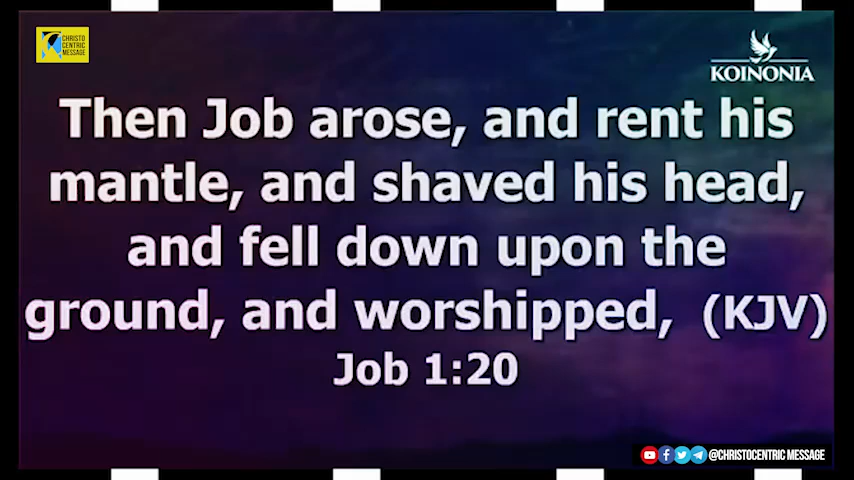 CHRISTO
CENTRIC
MESSAGE
KOINONIA
Then Job arose, and rent his
mantle, and shaved his head,
and fell down upon the
ground, and worshipped, (KJV)
Job 1:20
@CHRISTOCENTRIC MESSAGE